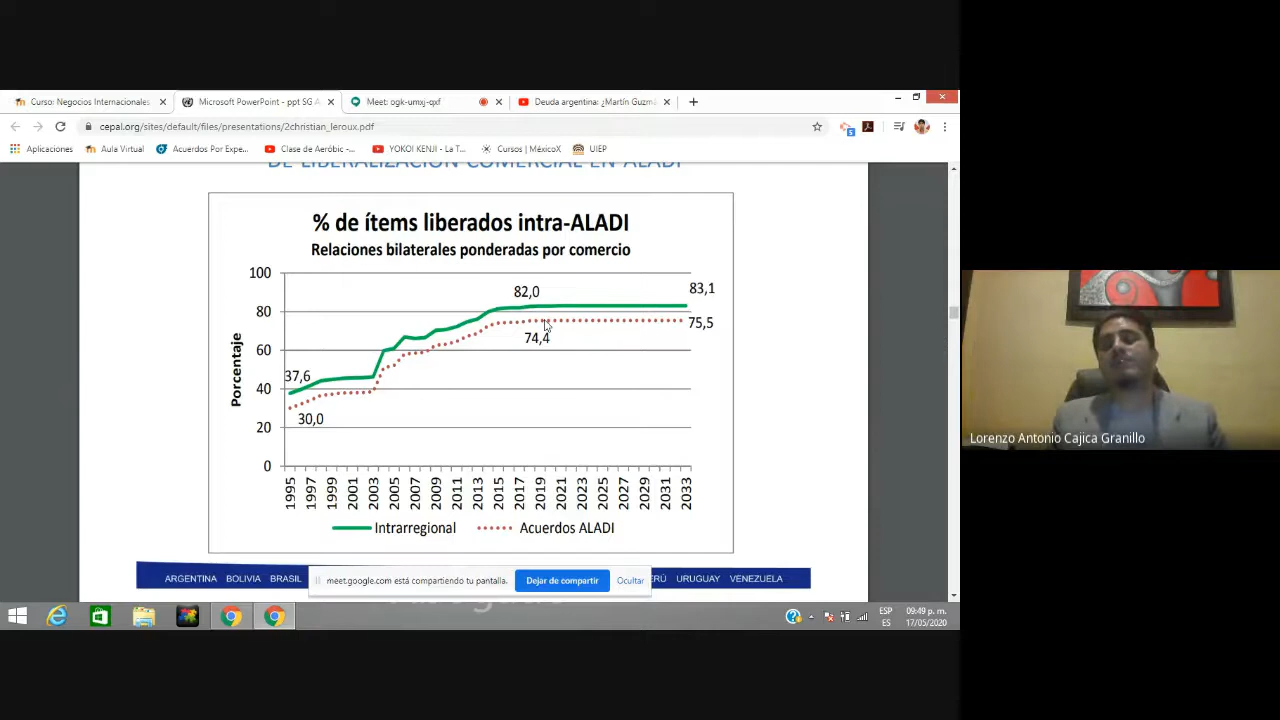 Curso: Negocios Internacionales
Microsoft PowerPoint - ppt SG A
Meet: ogk-umxj-qxf
Deuda argentina: ¿Martín Guzm
cepal.org/sites/default/files/presentations/2christian_leroux.pdf
Aplicaciones
Aula Virtual
Acuerdos Por Expe...
Clase de Aeróbic -...
YOKOI KENJI - La T...
Cursos | MéxicoX
UIEP
DE LIBERALIZACIÓN COMERCIAL EN ALADI
% de ítems liberados intra-ALADI
Relaciones bilaterales ponderadas por comercio
Porcentaje
100
80
60
40
20
0
37,6
30,0
82,0
74,4
83,1
75,5
1995
1997
1999
2001
2003
2005
2007
2009
2011
2013
2015
2017
2019
2021
2023
2025
2027
2029
2031
2033
Intrarregional
Acuerdos ALADI
ARGENTINA BOLIVIA BRASIL
RÚ URUGUAY VENEZUELA
meet.google.com está compartiendo tu pantalla.
Dejar de compartir
Ocultar
ESP
ES
09:49 p. m.
17/05/2020
Lorenzo Antonio Cajica Granillo